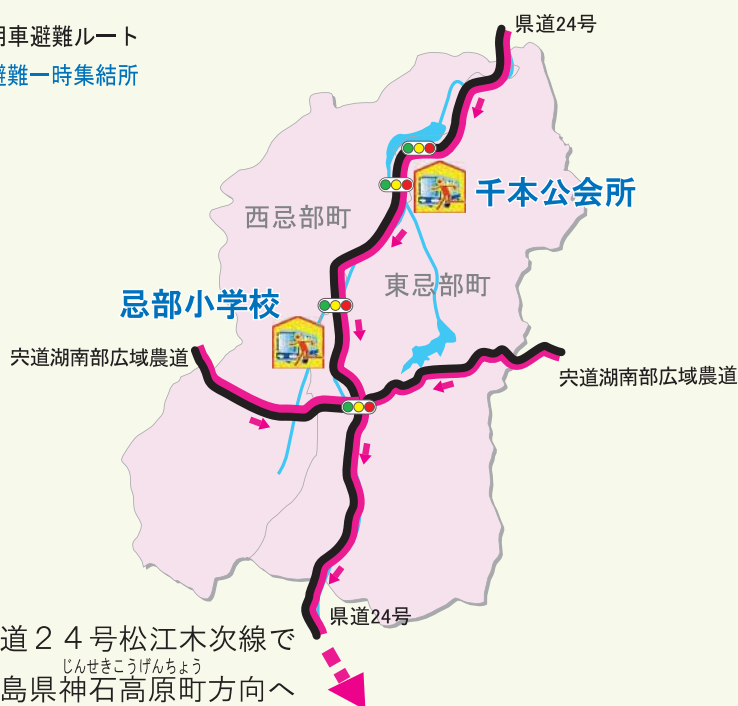 用車避難ルート
避難一時集結所
県道24号
千本公会所
西忌部町
東忌部町
忌部小学校
宍道湖南部広域農道
宍道湖南部広域農道
県道24号
道２４号松江木次線で
じんせきこうげんちょう
島県神石高原町方向へ